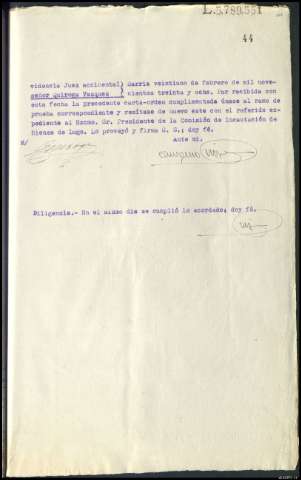 L.5.789.551
44
videncia Juez accidental) Sarria veintiuno de febrero de mil nove-
señor Quiroga Vazquez ) cientos treinta y ocho. Por recibida con
esta fecha la precedente carta-orden cumplimentada únase al ramo de
prueba correspondiente y remítase de nuevo este con el referido ex-
pediente al Excmo. Sr. Presidente de la Comisión de Incautación de
Bienes de Lugo. Lo proveyó y firma S. S.; doy fé.
Ante mi.
Diligencia.- En el mismo dia se cumplió lo acordado; doy fé.